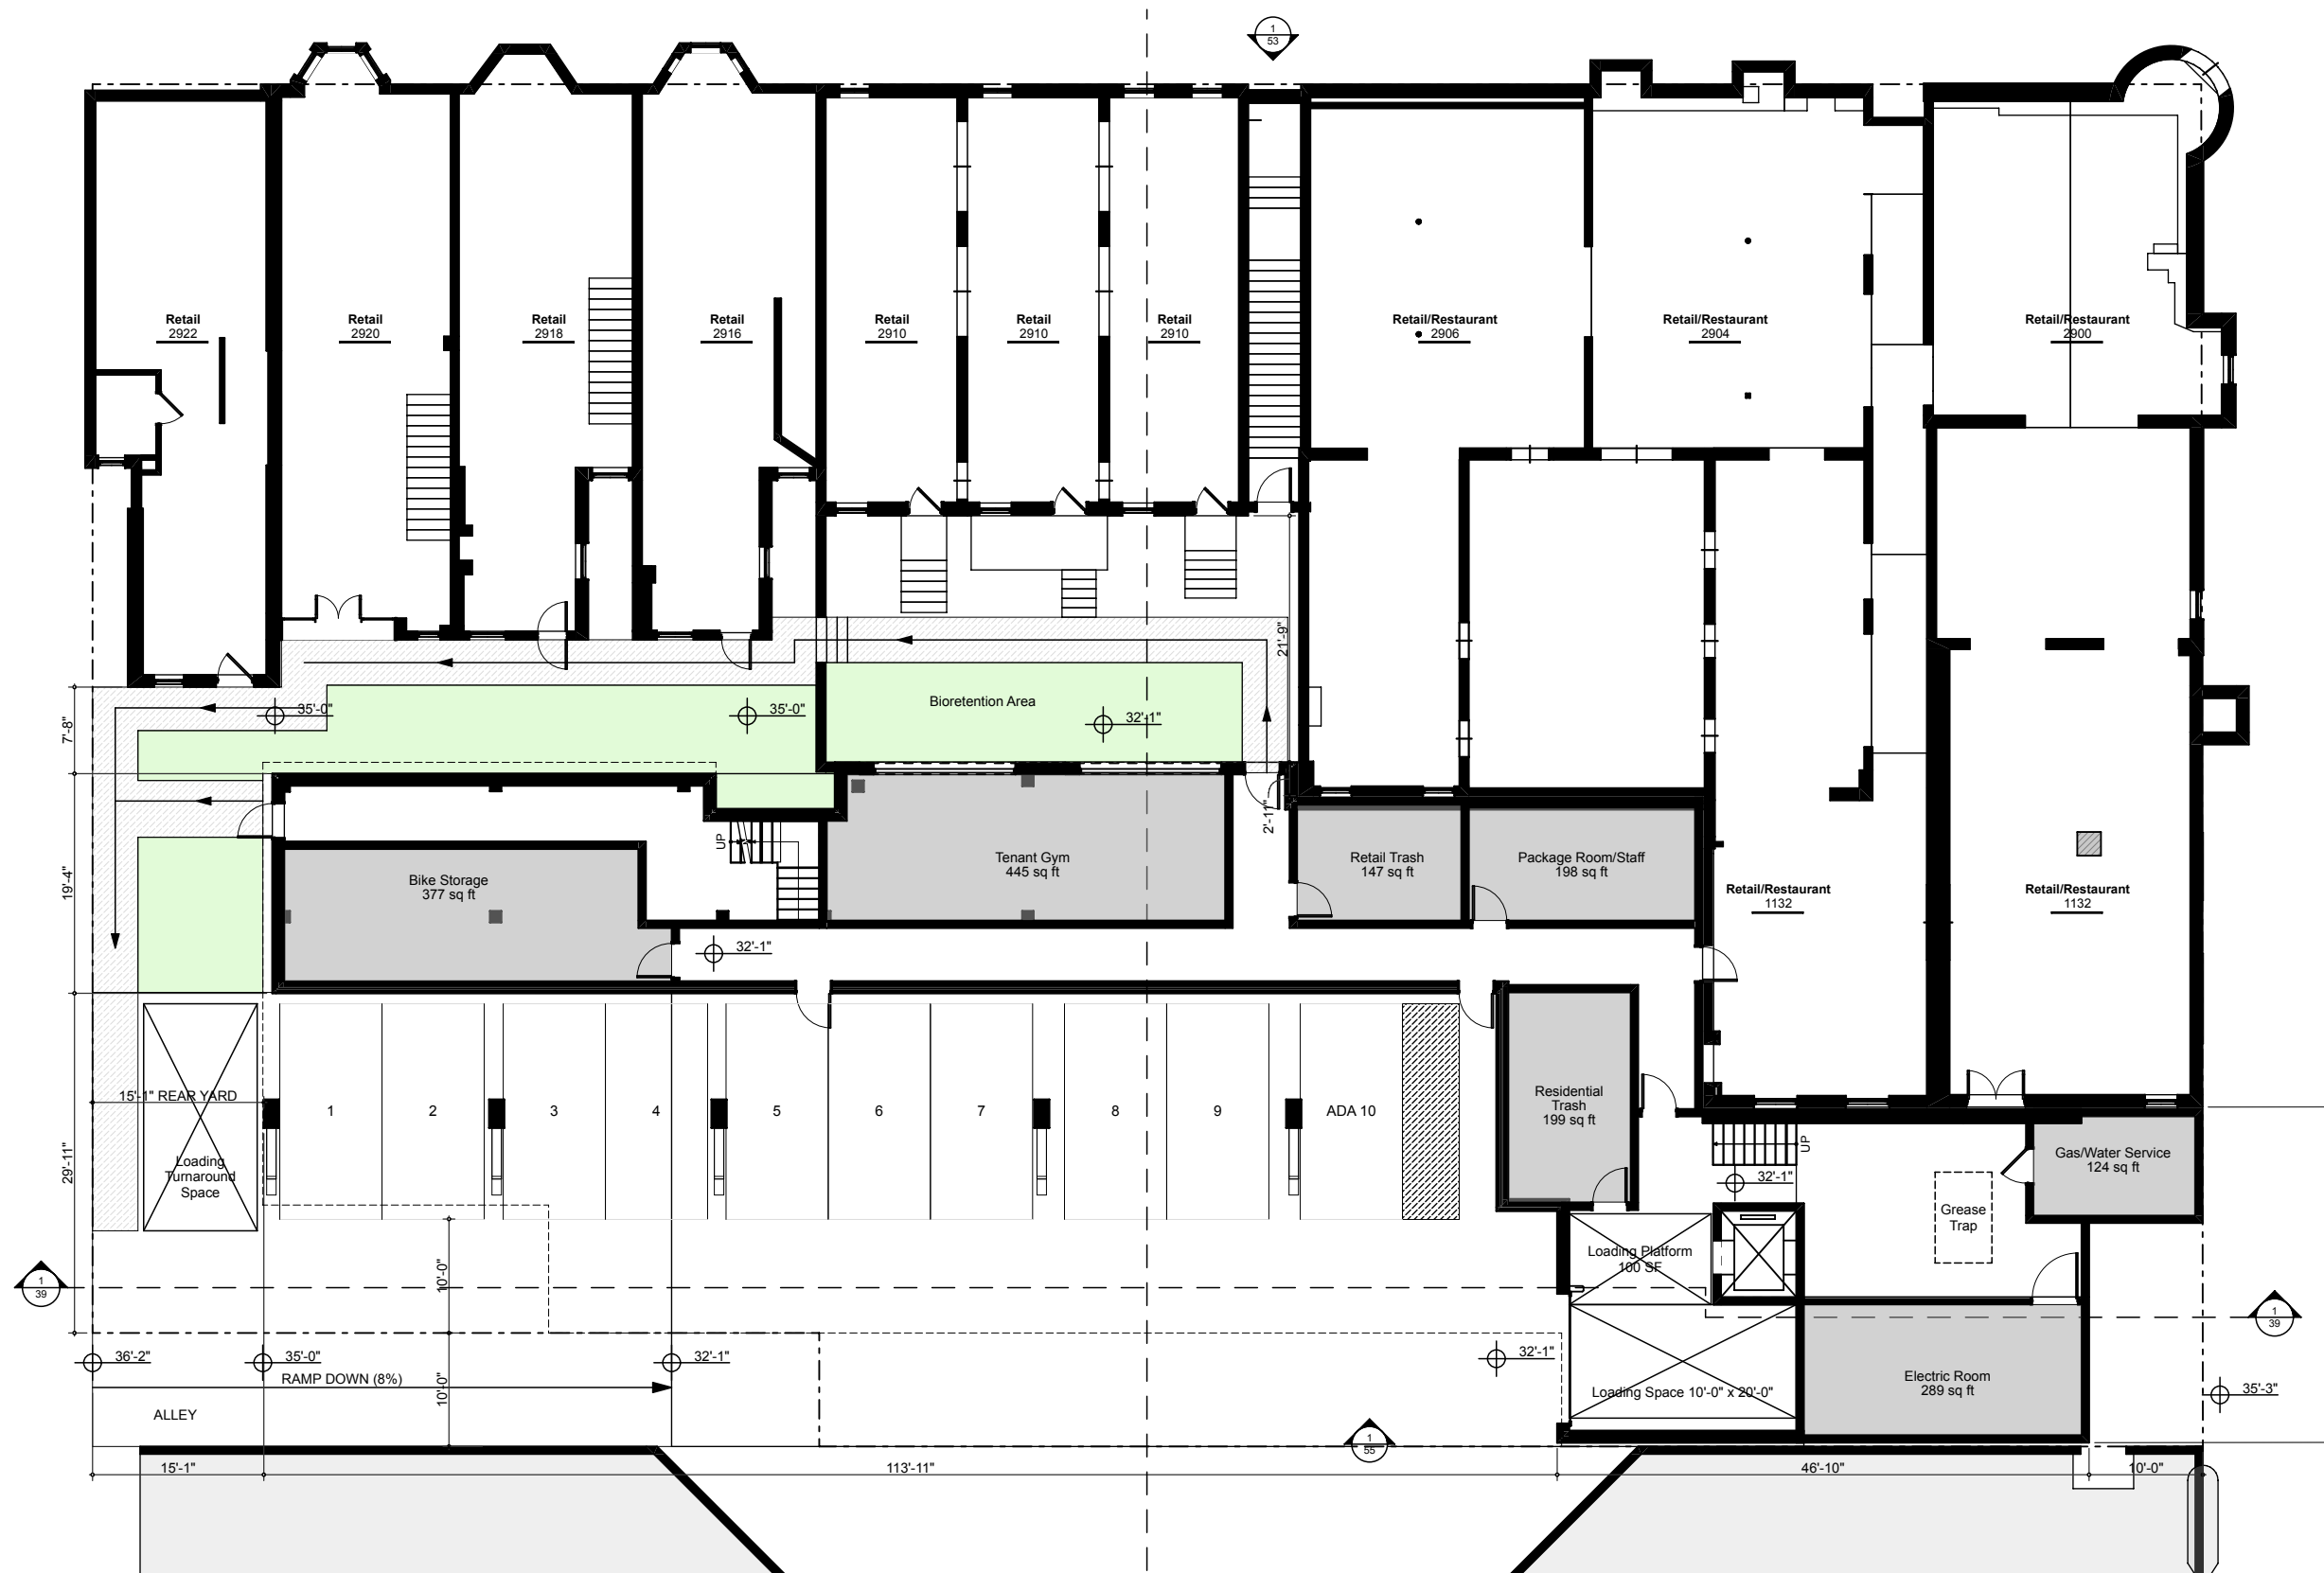 1
53
Retail
2922
Retail
2920
Retail
2918
Retail
2916
Retail
2910
Retail
2910
Retail
2910
Retail/Restaurant
2906
Retail/Restaurant
2904
Retail/Restaurant
2900
21'-9"
Bioretention Area
35'-0"
35'-0"
32'-1"
7'-8"
2'-11"
UP
Bike Storage
377 sq ft
Tenant Gym
445 sq ft
Retail Trash
147 sq ft
Package Room/Staff
198 sq ft
Retail/Restaurant
1132
Retail/Restaurant
1132
19'-4"
32'-1"
15'-1" REAR YARD
1
2
3
4
5
6
7
8
9
ADA 10
Residential
Trash
199 sq ft
UP
Gas/Water Service
124 sq ft
29'-11"
Loading
Turnaround
Space
32'-1"
Grease
Trap
Loading Platform
100 SF
10'-0"
1
39
1
39
36'-2"
35'-0"
32'-1"
32'-1"
RAMP DOWN (8%)
10'-0"
Loading Space 10'-0" x 20'-0"
Electric Room
289 sq ft
35'-3"
ALLEY
1
55
15'-1"
113'-11"
46'-10"
10'-0"